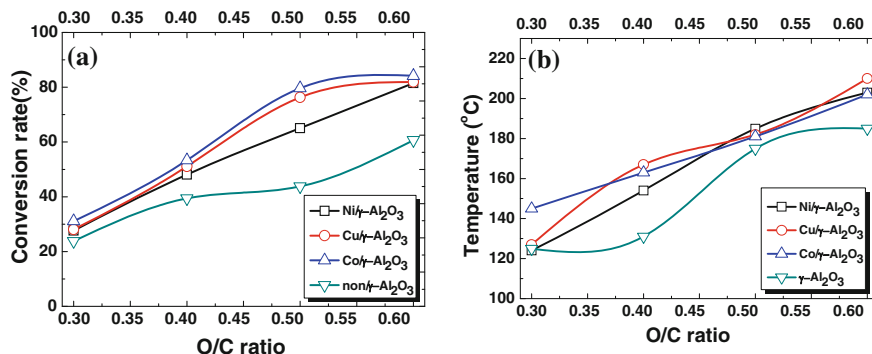 0.30 0.35 0.40 0.45 0.50 0.55 0.60
(a)
Conversion rate(%)
100
80
60
40
20
0
Ni/γ-Al₂O₃
Cu/γ-Al₂O₃
Co/γ-Al₂O₃
non/γ-Al₂O₃
0.30 0.35 0.40 0.45 0.50 0.55 0.60
O/C ratio
0.30 0.35 0.40 0.45 0.50 0.55 0.60
(b)
Temperature (°C)
220
200
180
160
140
120
100
Ni/γ-Al₂O₃
Cu/γ-Al₂O₃
Co/γ-Al₂O₃
γ-Al₂O₃
0.30 0.35 0.40 0.45 0.50 0.55 0.60
O/C ratio